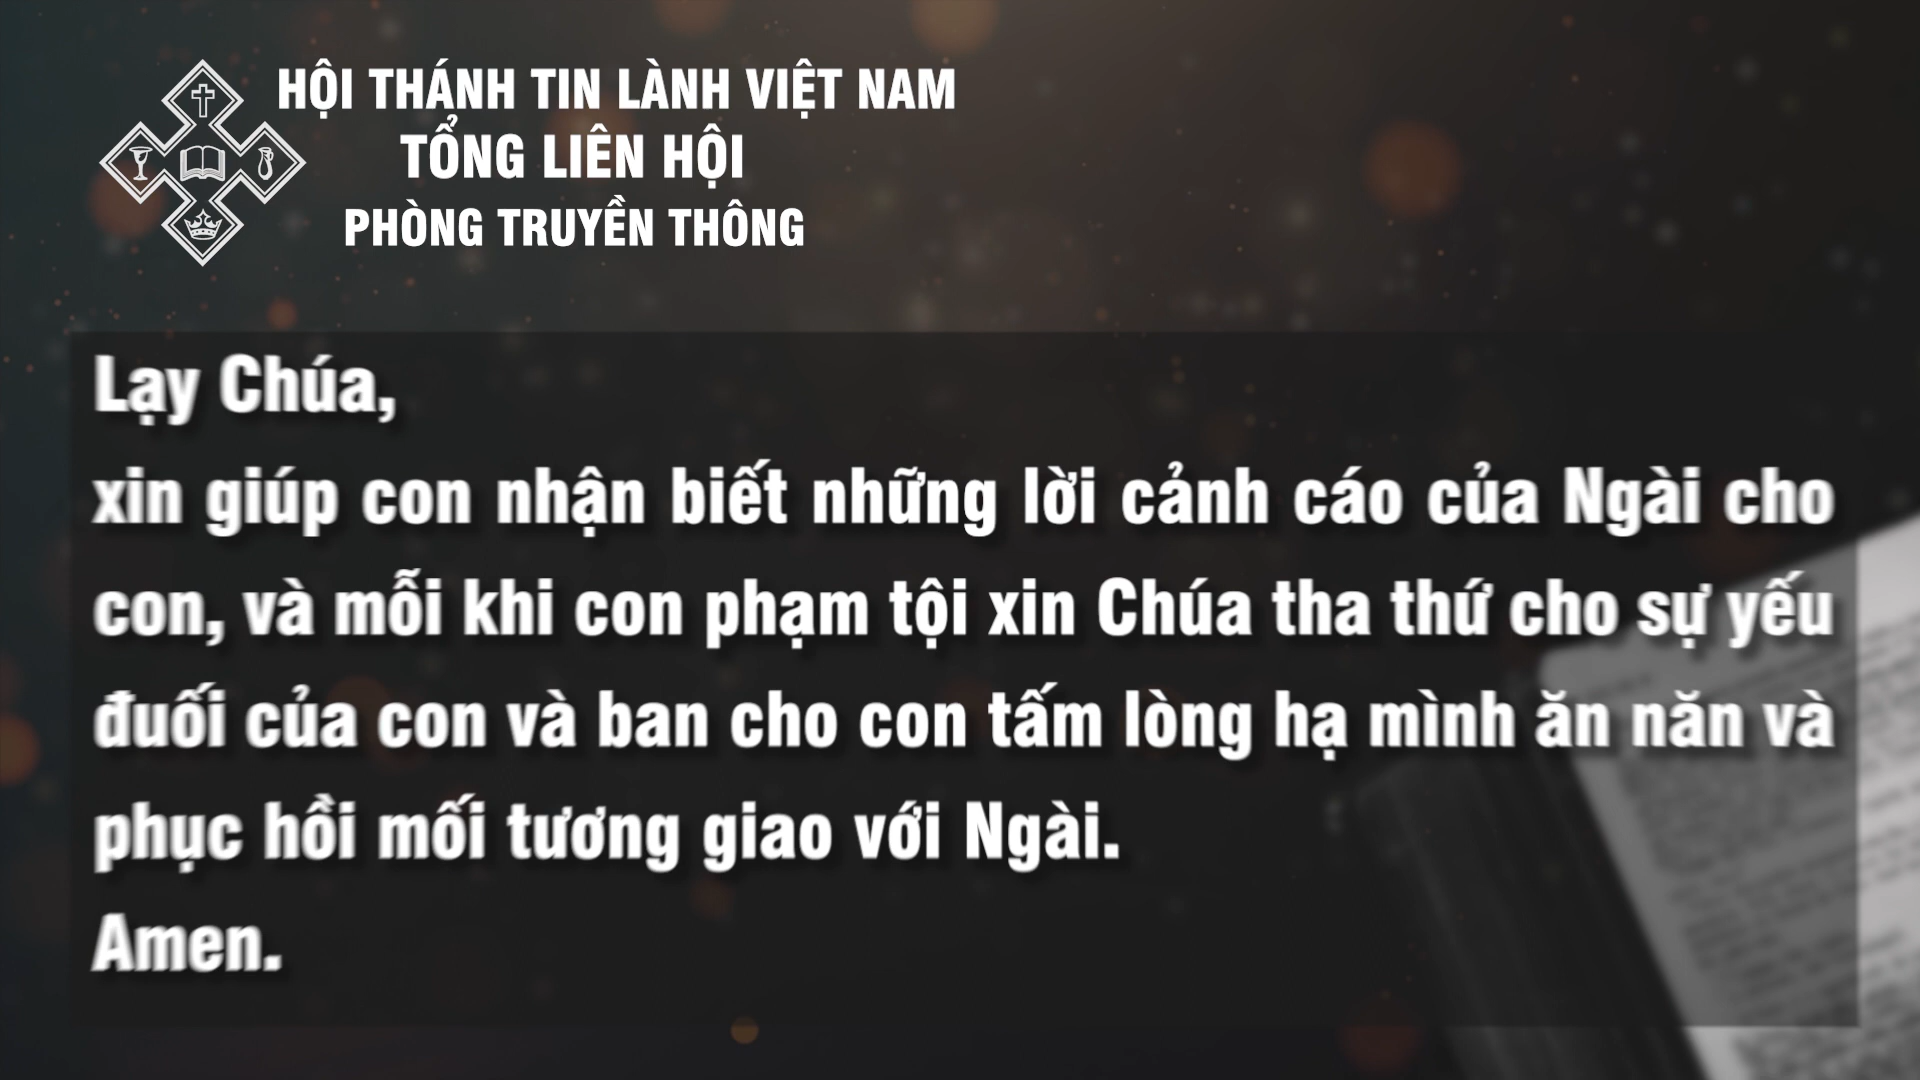 HỘI THÁNH TIN LÀNH VIỆT NAM
TỔNG LIÊN HỘI
PHÒNG TRUYỀN THÔNG
Lạy Chúa,
xin giúp con nhận biết những lời cảnh cáo của Ngài cho
con, và mỗi khi con phạm tội xin Chúa tha thứ cho sự yếu
đuối của con và ban cho con tấm lòng hạ mình ăn năn và
phục hồi mối tương giao với Ngài.
Amen.